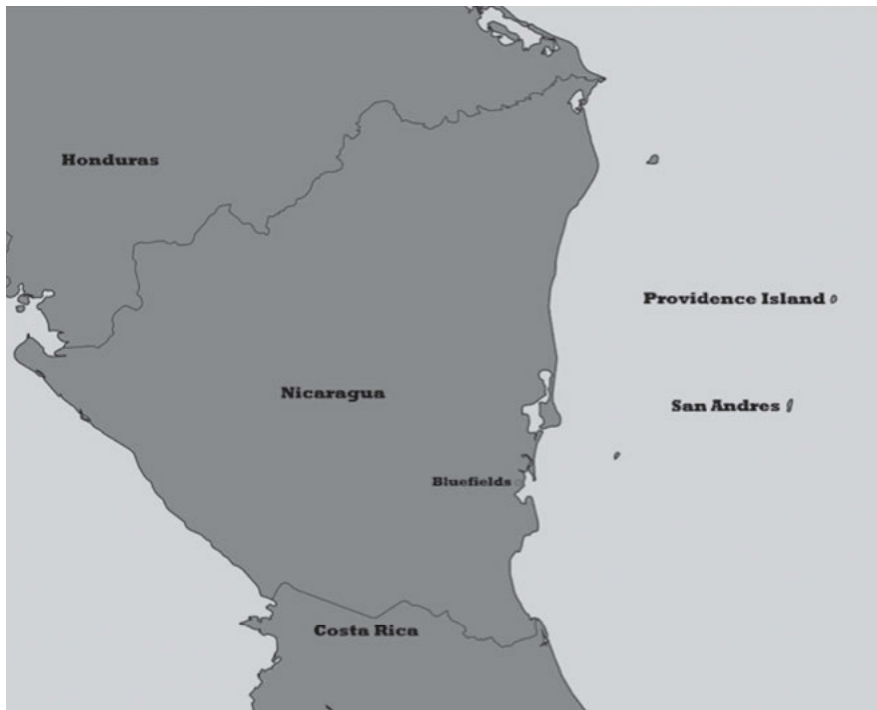 Honduras
Providence Island
Nicaragua
San Andres
Bluefields
Costa Rica